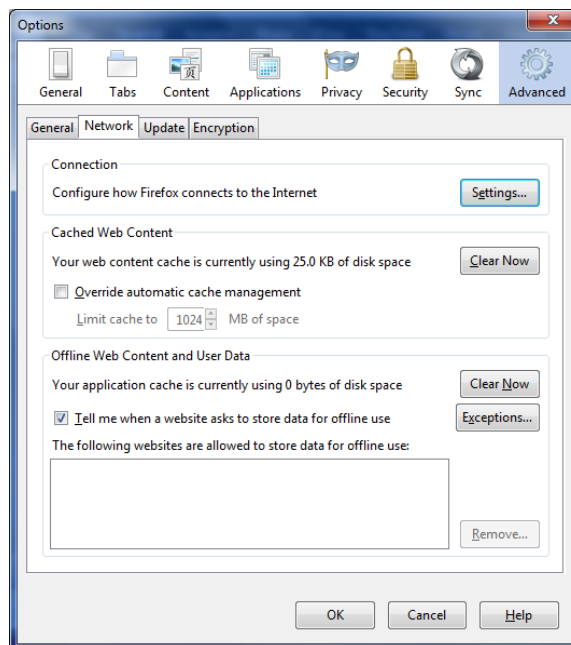 Options
General Tabs Content Applications Privacy Security Sync Advanced
General Network Update Encryption
Connection
Configure how Firefox connects to the Internet Settings...
Cached Web Content
Your web content cache is currently using 25.0 KB of disk space Clear Now
Override automatic cache management
Limit cache to 1024 MB of space
Offline Web Content and User Data
Your application cache is currently using 0 bytes of disk space Clear Now
Tell me when a website asks to store data for offline use Exceptions...
The following websites are allowed to store data for offline use:
Remove...
OK Cancel Help